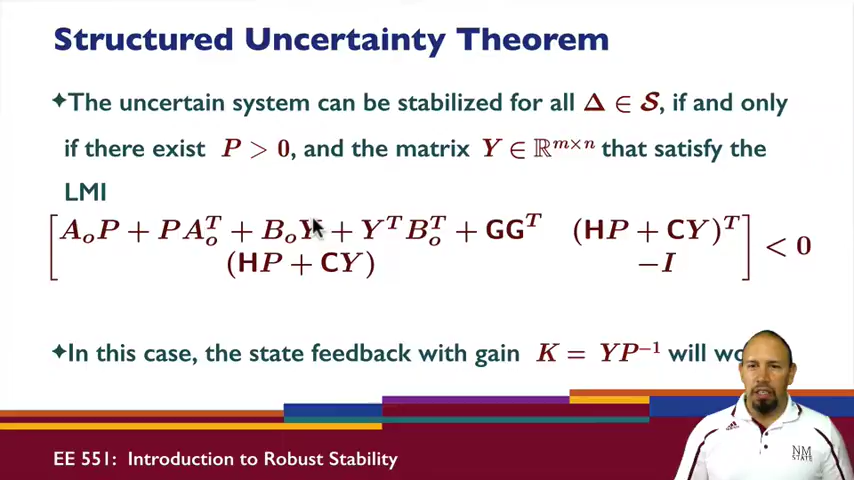 Structured Uncertainty Theorem
✦The uncertain system can be stabilized for all Δ ∈ S, if and only
if there exist P > 0, and the matrix Y ∈ ℝ^{m×n} that satisfy the
LMI
[ A_oP + PA_o^T + B_oY + Y^TB_o^T + GG^T (HP + CY)^T
(HP + CY) −I ] < 0
✦In this case, the state feedback with gain K = YP^{−1} will
EE 551: Introduction to Robust Stability
NM
STATE